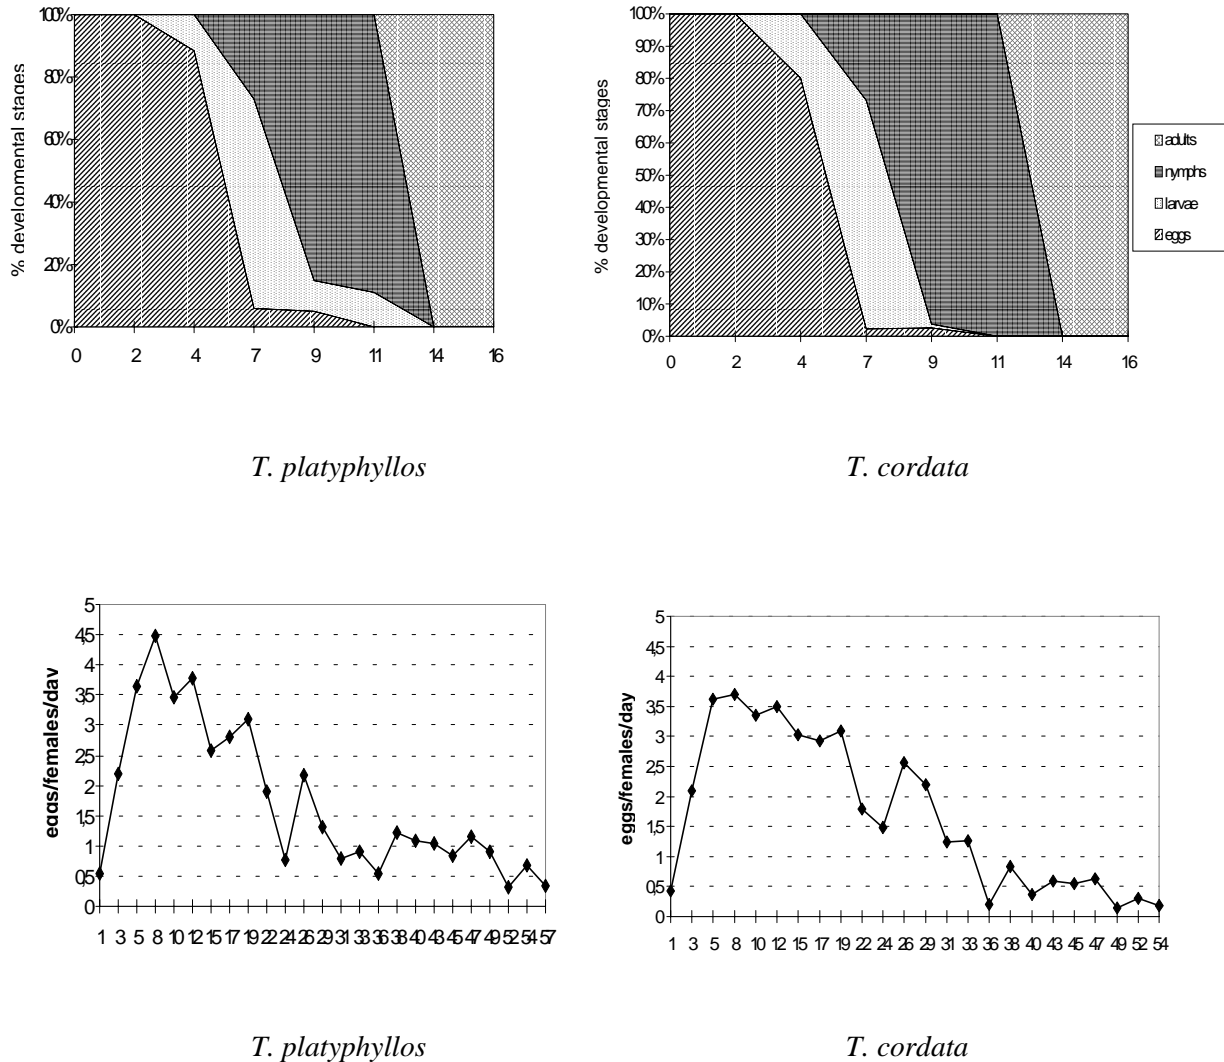 100%
80%
60%
40%
20%
0%
% developmental stages
0 2 4 7 9 11 14 16
T. platyphyllos
100%
90%
80%
70%
60%
50%
40%
30%
20%
10%
0%
% developmental stages
0 2 4 7 9 11 14 16
adults
nymphs
larvae
eggs
T. cordata
5
4,5
4
3,5
3
2,5
2
1,5
1
0,5
0
eggs/females/day
1 3 5 8 10 12 15 17 19 22 24 26 29 31 33 36 38 40 43 45 47 49 52 54 57
T. platyphyllos
5
4,5
4
3,5
3
2,5
2
1,5
1
0,5
0
eggs/females/day
1 3 5 8 10 12 15 17 19 22 24 26 29 31 33 36 38 40 43 45 47 49 52 54
T. cordata